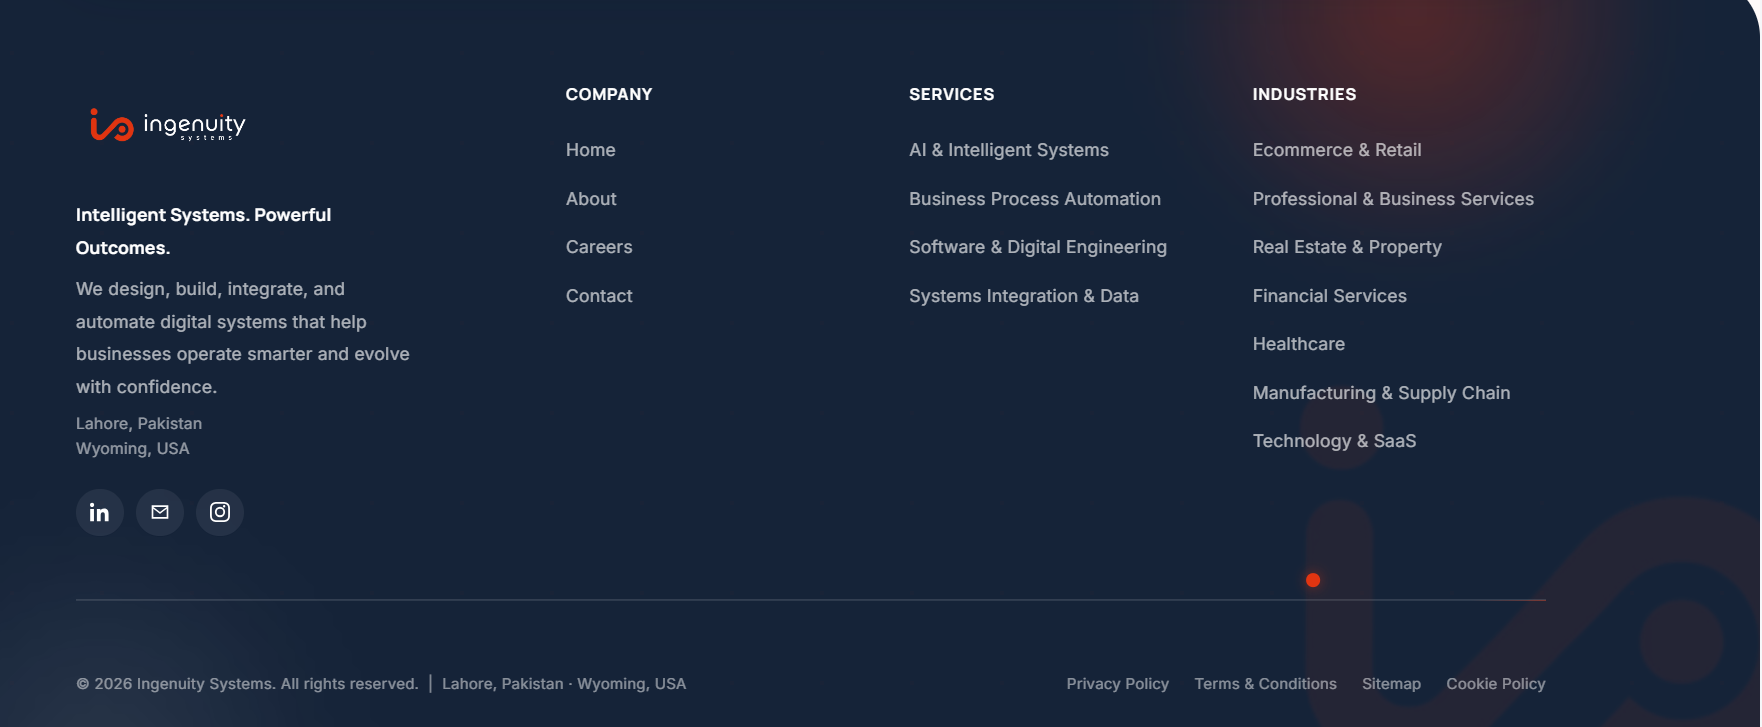 ingenuity
systems
Intelligent Systems. Powerful
Outcomes.
We design, build, integrate, and
automate digital systems that help
businesses operate smarter and evolve
with confidence.
Lahore, Pakistan
Wyoming, USA
in
COMPANY
Home
About
Careers
Contact
SERVICES
AI & Intelligent Systems
Business Process Automation
Software & Digital Engineering
Systems Integration & Data
INDUSTRIES
Ecommerce & Retail
Professional & Business Services
Real Estate & Property
Financial Services
Healthcare
Manufacturing & Supply Chain
Technology & SaaS
© 2026 Ingenuity Systems. All rights reserved. | Lahore, Pakistan · Wyoming, USA
Privacy Policy Terms & Conditions Sitemap Cookie Policy